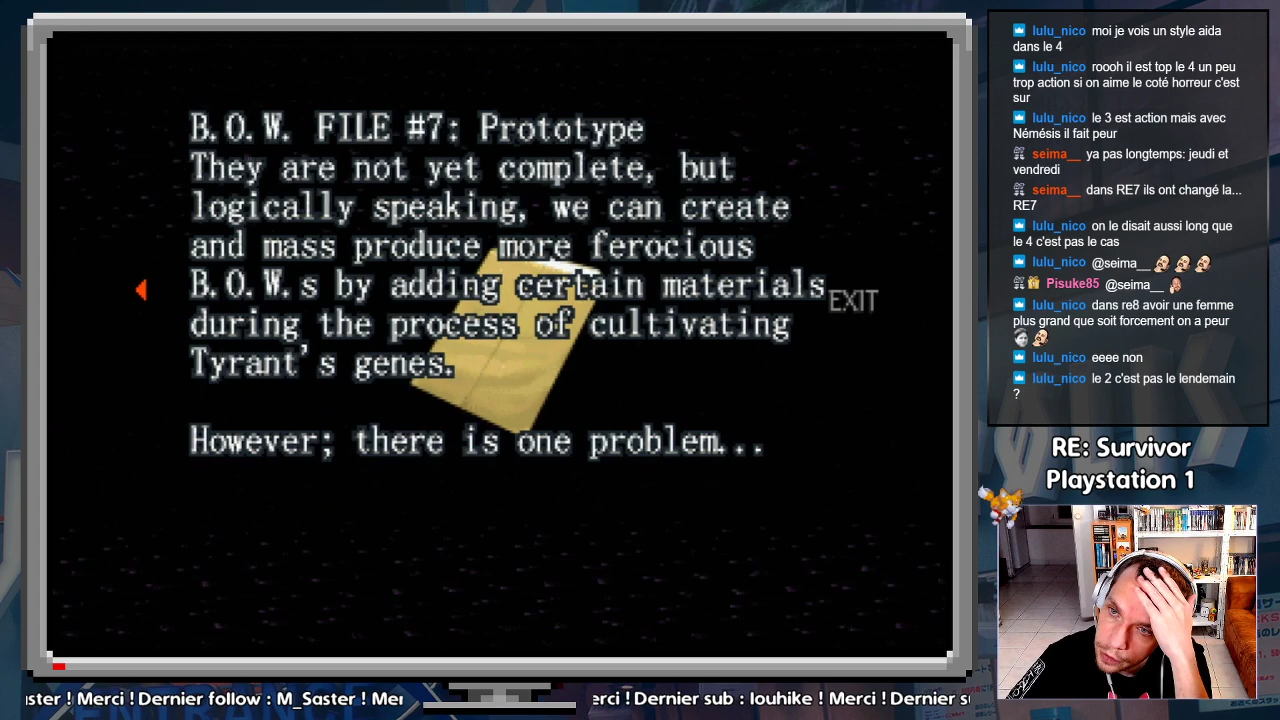 B.O.W. FILE #7: Prototype
They are not yet complete, but
logically speaking, we can create
and mass produce more ferocious
B.O.W.s by adding certain materials
during the process of cultivating
Tyrant's genes.
However; there is one problem...
EXIT
lulu_nico moi je vois un style aida
dans le 4
lulu_nico roooh il est top le 4 un peu
trop action si on aime le coté horreur c'est
sur
lulu_nico le 3 est action mais avec
Némésis il fait peur
seima__ ya pas longtemps: jeudi et
vendredi
seima__ dans RE7 ils ont changé la...
RE7
lulu_nico on le disait aussi long que
le 4 c'est pas le cas
lulu_nico @seima__
Pisuke85 @seima__
lulu_nico dans re8 avoir une femme
plus grand que soit forcement on a peur
lulu_nico eeee non
lulu_nico le 2 c'est pas le lendemain
?
RE: Survivor
Playstation 1
aster ! Merci ! Dernier follow : M_Saster ! Mer
erci ! Dernier sub : louhike ! Merci ! Dernier s